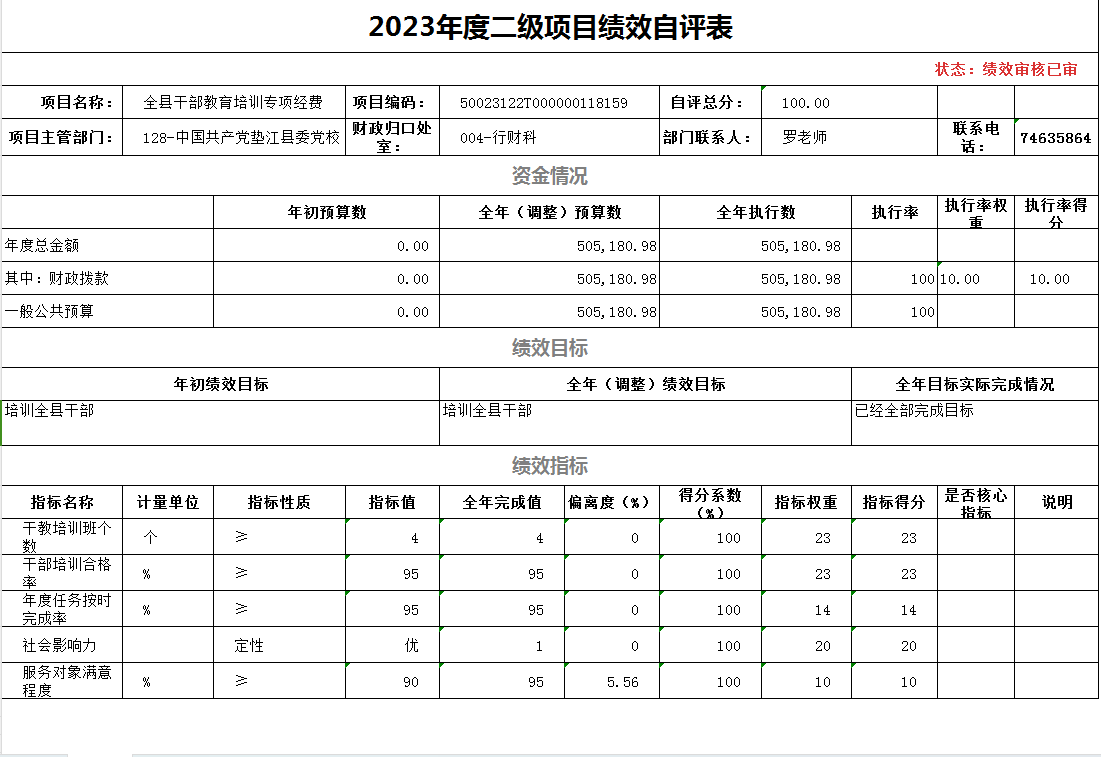 2023年度二级项目绩效自评表
状态：绩效审核已审
项目名称： 全县干部教育培训专项经费 项目编码： 50023122T000000118159 自评总分： 100.00
项目主管部门： 128-中国共产党垫江县委党校 财政归口处室： 004-行财科 部门联系人： 罗老师 联系电话： 74635864
资金情况
年初预算数 全年（调整）预算数 全年执行数 执行率 执行率权重 执行率得分
年度总金额 0.00 505,180.98 505,180.98
其中：财政拨款 0.00 505,180.98 505,180.98 100 10.00 10.00
一般公共预算 0.00 505,180.98 505,180.98 100
绩效目标
年初绩效目标 全年（调整）绩效目标 全年目标实际完成情况
培训全县干部 培训全县干部 已经全部完成目标
绩效指标
指标名称 计量单位 指标性质 指标值 全年完成值 偏离度（%） 得分系数（%） 指标权重 指标得分 是否核心指标 说明
干教培训班个数 个 ≥ 4 4 0 100 23 23
干部培训合格率 % ≥ 95 95 0 100 23 23
年度任务按时完成率 % ≥ 95 95 0 100 14 14
社会影响力 定性 优 1 0 100 20 20
服务对象满意程度 % ≥ 90 95 5.56 100 10 10